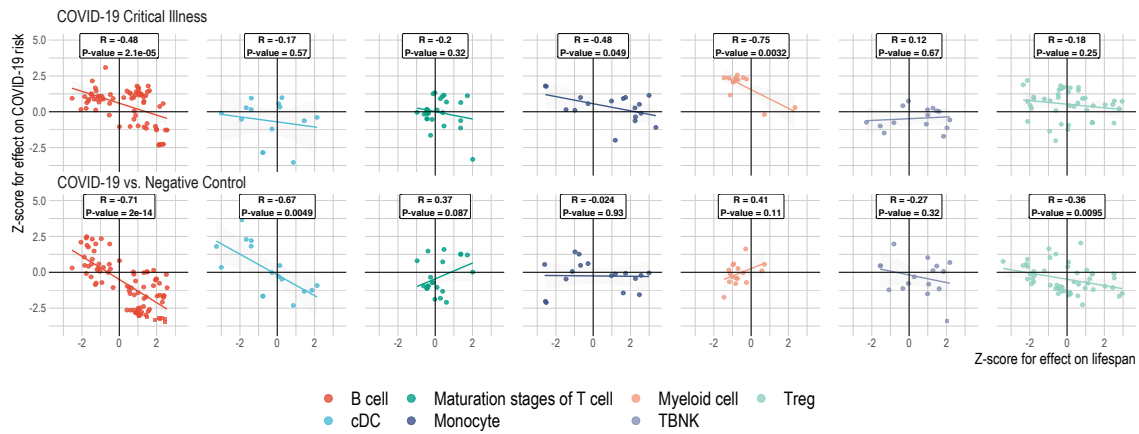 COVID-19 Critical Illness
Z-score for effect on COVID-19 risk
5.0
2.5
0.0
-2.5
R = -0.48
P-value = 2.1e-05
R = -0.17
P-value = 0.57
R = -0.2
P-value = 0.32
R = -0.48
P-value = 0.049
R = -0.75
P-value = 0.0032
R = 0.12
P-value = 0.67
R = -0.18
P-value = 0.25
COVID-19 vs. Negative Control
5.0
2.5
0.0
-2.5
R = -0.71
P-value = 2e-14
R = -0.67
P-value = 0.0049
R = 0.37
P-value = 0.087
R = -0.024
P-value = 0.93
R = 0.41
P-value = 0.11
R = -0.27
P-value = 0.32
R = -0.36
P-value = 0.0095
-2 0 2 -2 0 2 -2 0 2 -2 0 2 -2 0 2 -2 0 2 -2 0 2
Z-score for effect on lifespan
B cell Maturation stages of T cell Myeloid cell Treg
cDC Monocyte TBNK